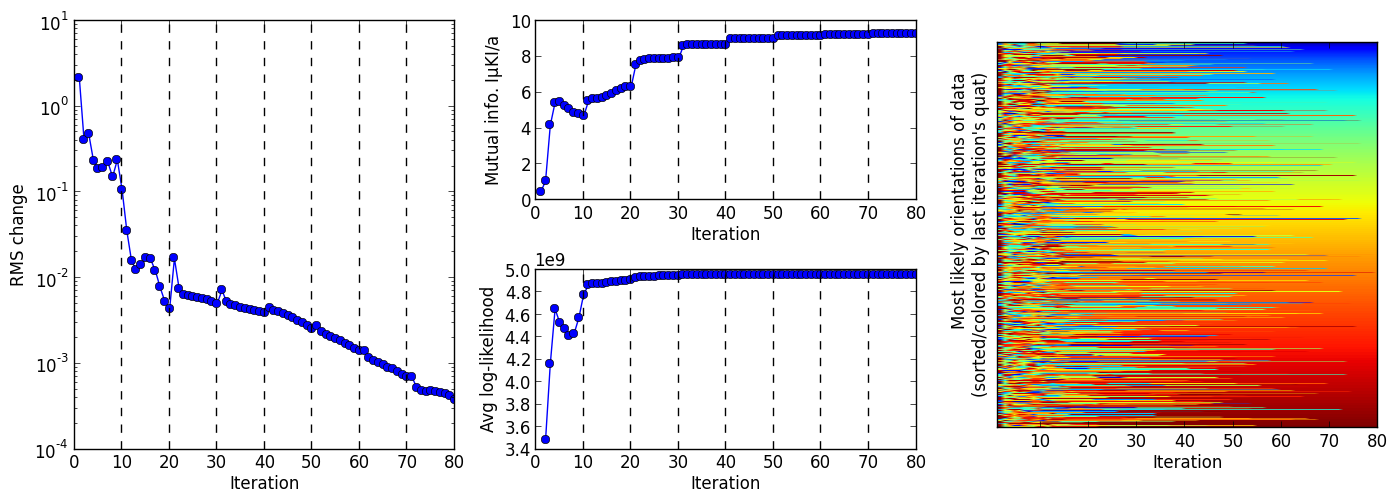 RMS change
10^1
10^0
10^-1
10^-2
10^-3
10^-4
0 10 20 30 40 50 60 70 80
Iteration
Mutual info. I(K,Ω)
10
8
6
4
2
0
0 10 20 30 40 50 60 70 80
Iteration
1e9
Avg log-likelihood
5.0
4.8
4.6
4.4
4.2
4.0
3.8
3.6
3.4
0 10 20 30 40 50 60 70 80
Iteration
Most likely orientations of data
(sorted/colored by last iteration's quat)
10 20 30 40 50 60 70 80
Iteration